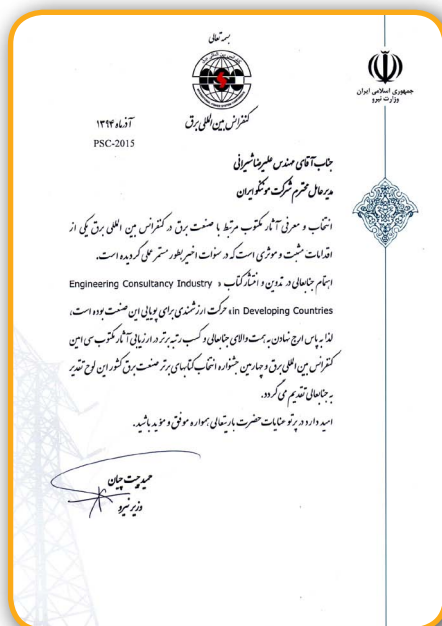 بسمه تعالی
جمهوری اسلامی ایران
وزارت نیرو
کنفرانس بین المللی برق
آذرماه ۱۳۹۴
PSC-2015
جناب آقای مهندس علیرضا شیرانی
مدیرعامل محترم شرکت موننکو ایران
انتخاب و معرفی آثار مکتوب مرتبط با صنعت برق در کنفرانس بین المللی برق یکی از
اقدامات مثبت و موثری است که در سنوات اخیر بطور مستمر عملی گردیده است.
اهتمام جنابعالی در تدوین و انتشار کتاب « Engineering Consultancy Industry
in Developing Countries» حرکت ارزشمندی برای پویایی این صنعت بوده است،
لذا به پاس ارج نهادن به همت والای جنابعالی و کسب رتبه برتر در ارزیابی آثار مکتوب سی امین
کنفرانس بین المللی برق و چهارمین جشنواره انتخاب کتابهای برتر صنعت برق کشور این لوح تقدیر
به جنابعالی تقدیم می گردد.
امید دارد در پرتو عنایات حضرت باریتعالی همواره موفق و مؤید باشید.
حمید چیت چیان
وزیر نیرو